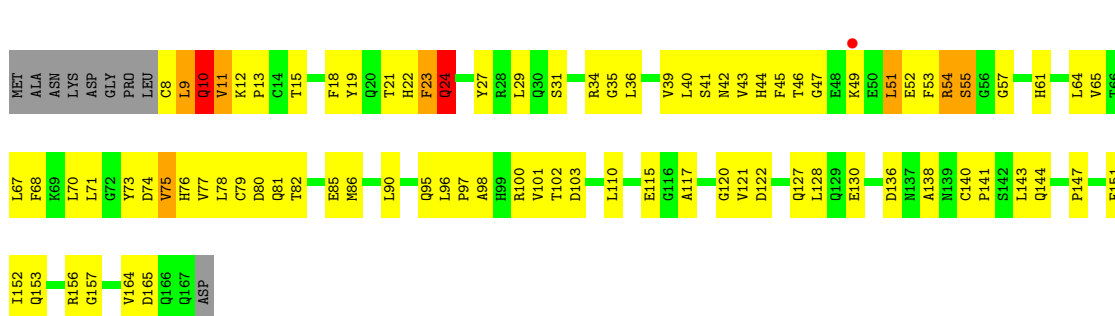 MET ALA ASN LYS ASP GLY PRO LEU C8 L9 Q10 V11 K12 P13 C14 T15 F18 Y19 Q20 T21 H22 F23 Q24 Y27 R28 L29 Q30 S31 R34 G35 L36 V39 L40 S41 N42 V43 H44 F45 T46 G47 E48 K49 E50 L51 E52 F53 R54 S55 G56 G57 H61 L64 V65 T66
L67 F68 K69 L70 L71 G72 Y73 D74 V75 H76 V77 L78 C79 D80 Q81 T82 E85 M86 L90 Q95 L96 P97 A98 H99 R100 V101 T102 D103 L110 E115 G116 A117 G120 V121 D122 Q127 L128 Q129 E130 D136 N137 A138 N139 C140 P141 S142 L143 Q144 P147
I152 Q153 R156 G157 V164 D165 Q166 Q167 ASP